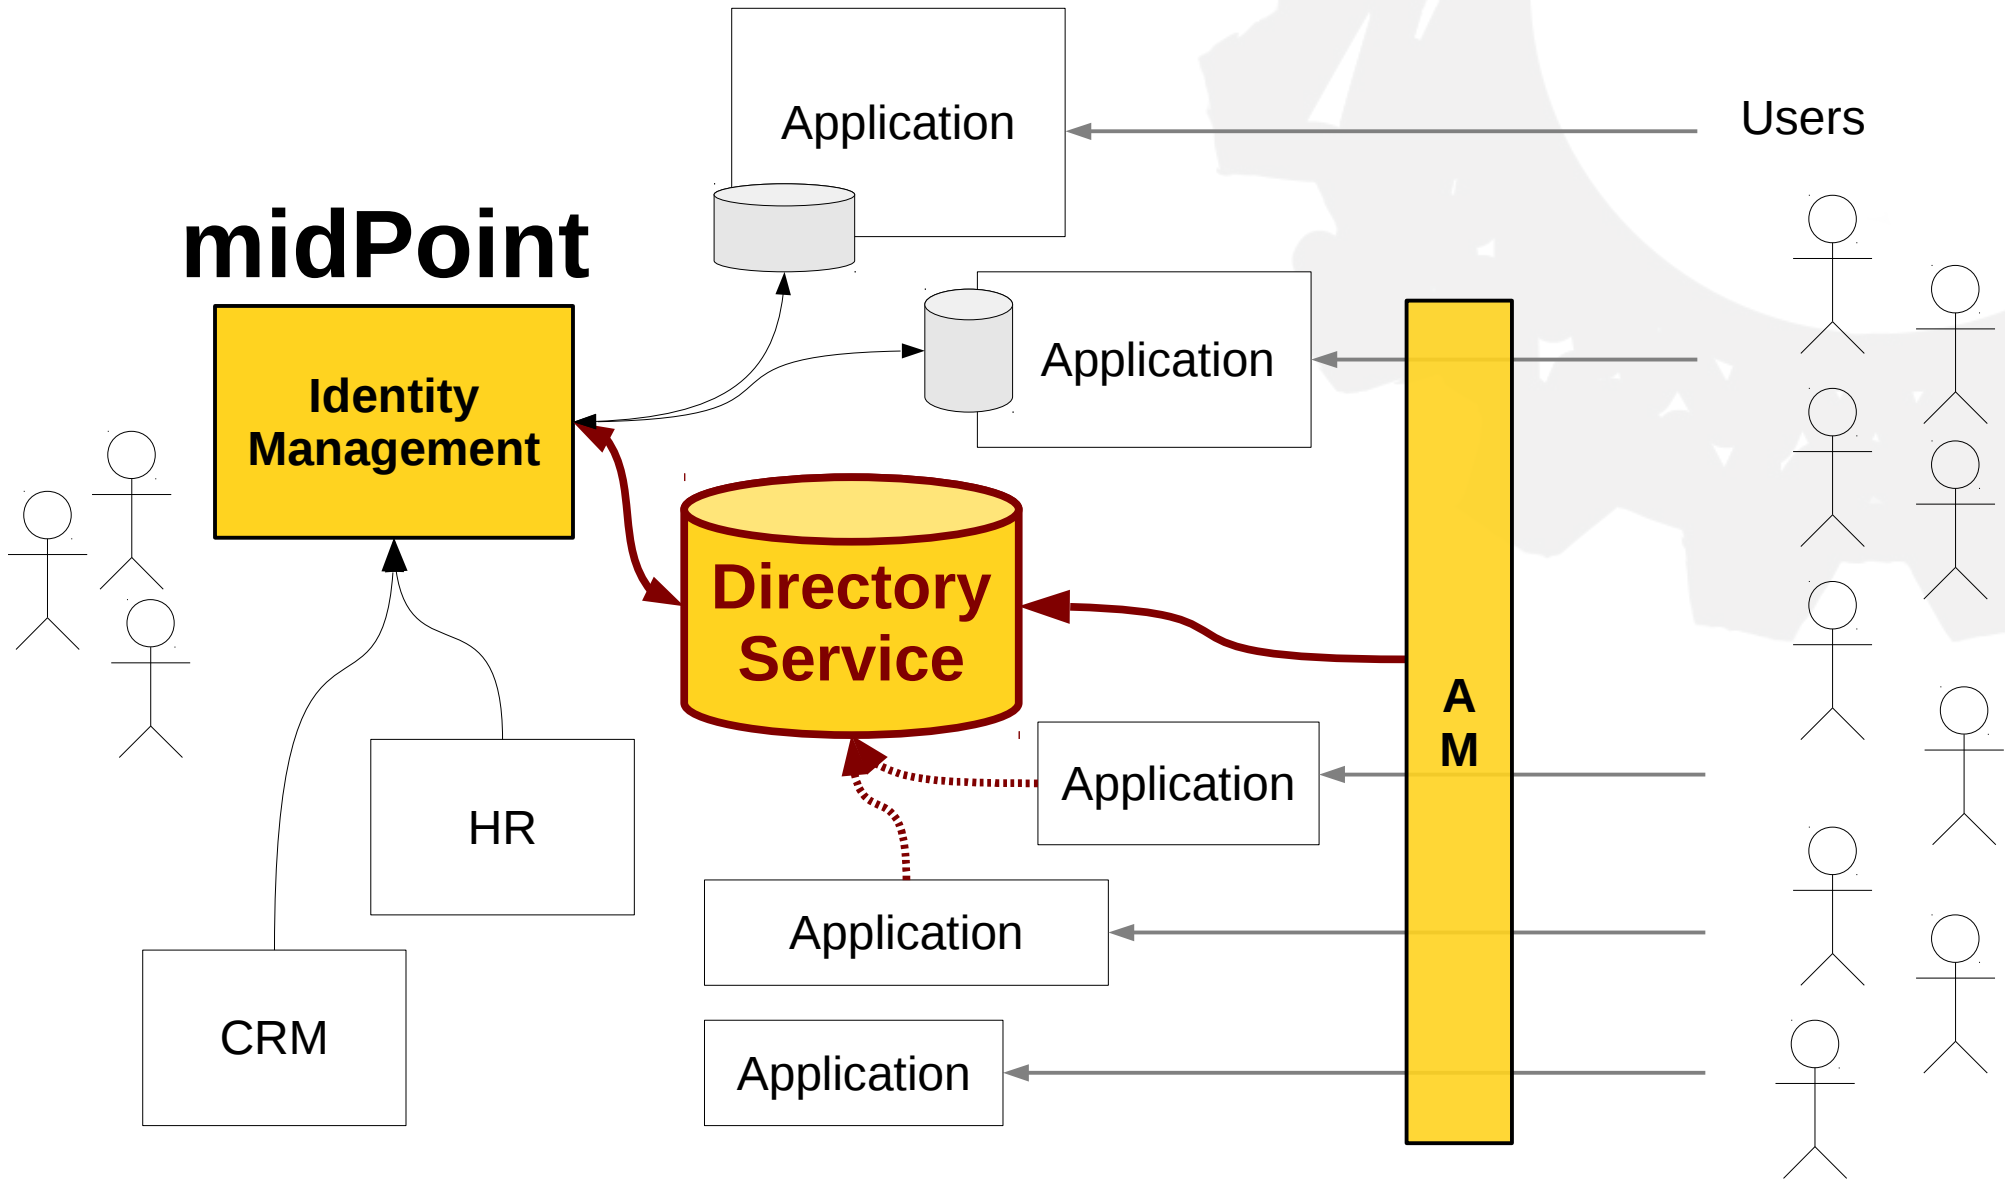 Application
Users
midPoint
Application
Identity
Management
Directory
Service
A
M
Application
HR
Application
CRM
Application